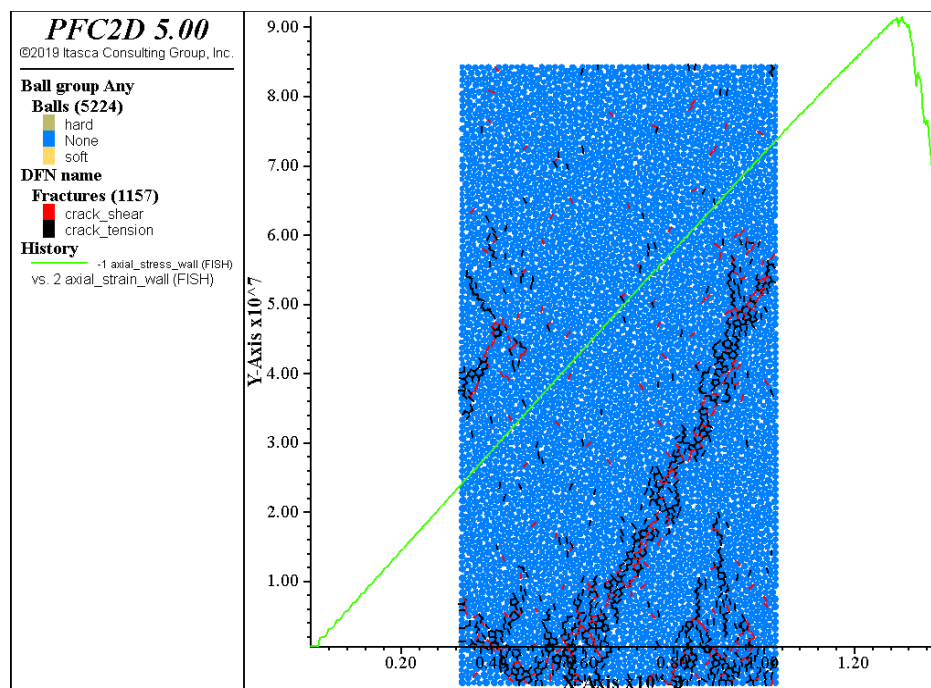 PFC2D 5.00
©2019 Itasca Consulting Group, Inc.
Ball group Any
Balls (5224)
hard
None
soft
DFN name
Fractures (1157)
crack_shear
crack_tension
History
-1 axial_stress_wall (FISH)
vs. 2 axial_strain_wall (FISH)
Y-Axis x10^7
9.00
8.00
7.00
6.00
5.00
4.00
3.00
2.00
1.00
0.20
1.20